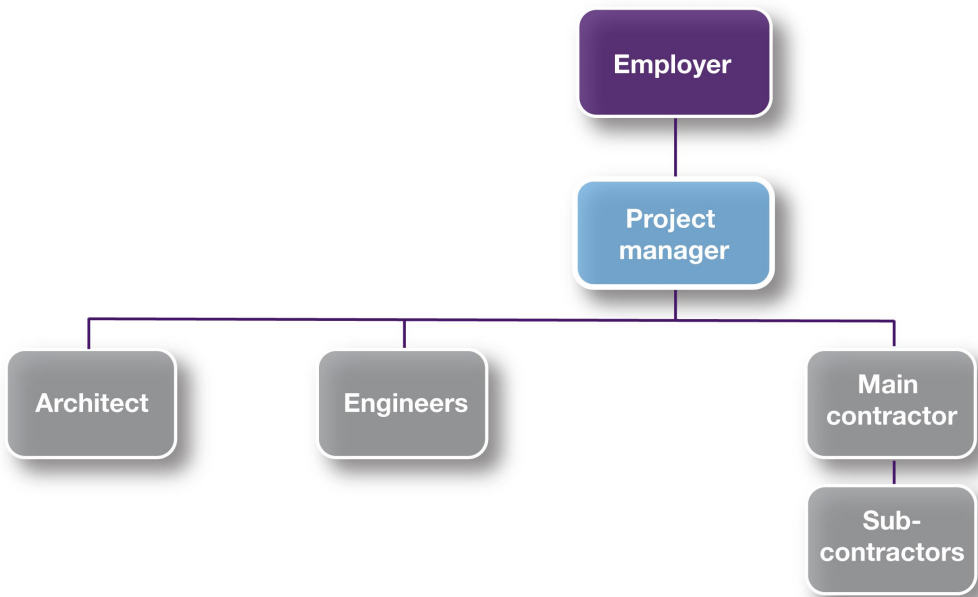 Employer
Project
manager
Architect
Engineers
Main
contractor
Sub-
contractors